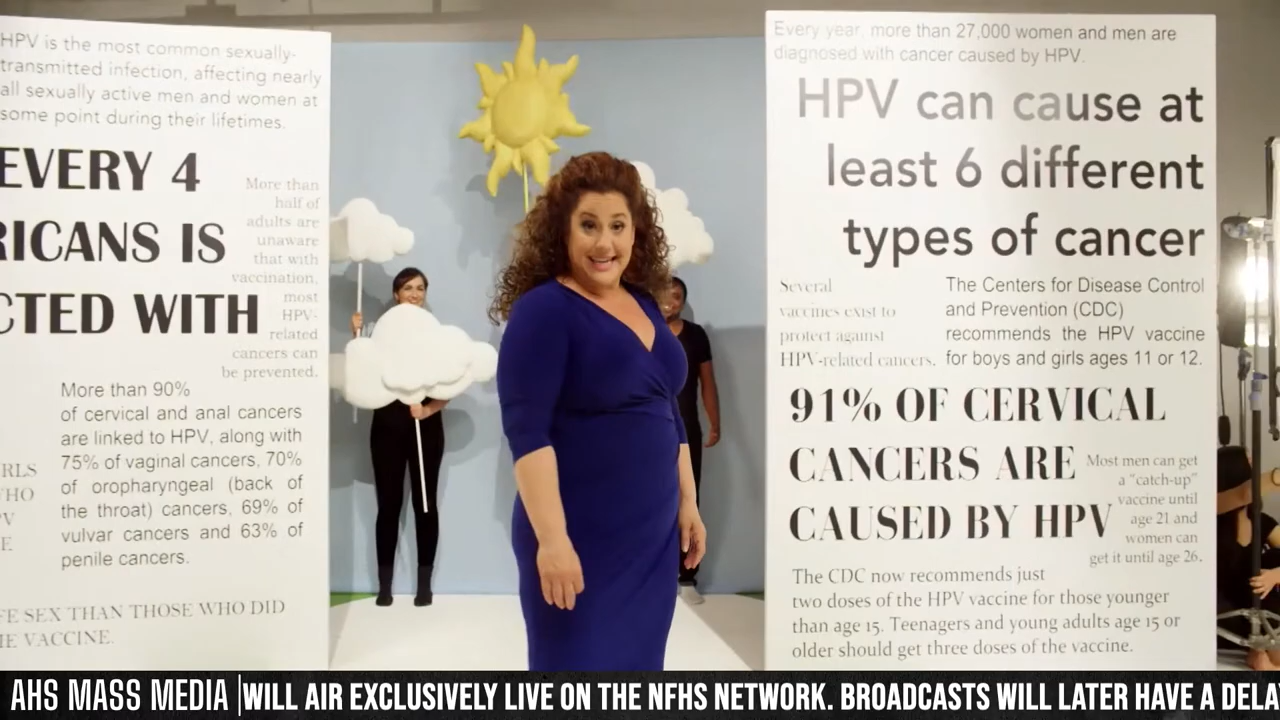 HPV is the most common sexually-
transmitted infection, affecting nearly
all sexually active men and women at
some point during their lifetimes.
EVERY 4
RICANS IS
CTED WITH
More than
half of
adults are
unaware
that with
vaccination,
most
HPV-
related
cancers can
be prevented.
More than 90%
of cervical and anal cancers
are linked to HPV, along with
75% of vaginal cancers, 70%
of oropharyngeal (back of
the throat) cancers, 69% of
vulvar cancers and 63% of
penile cancers.
RLS
HO
PV
E
FE SEX THAN THOSE WHO DID
HE VACCINE.
Every year, more than 27,000 women and men are
diagnosed with cancer caused by HPV.
HPV can cause at
least 6 different
types of cancer
Several
vaccines exist to
protect against
HPV-related cancers.
The Centers for Disease Control
and Prevention (CDC)
recommends the HPV vaccine
for boys and girls ages 11 or 12.
91% OF CERVICAL
CANCERS ARE
CAUSED BY HPV
Most men can get
a “catch-up”
vaccine until
age 21 and
women can
get it until age 26.
The CDC now recommends just
two doses of the HPV vaccine for those younger
than age 15. Teenagers and young adults age 15 or
older should get three doses of the vaccine.
AHS MASS MEDIA | WILL AIR EXCLUSIVELY LIVE ON THE NFHS NETWORK. BROADCASTS WILL LATER HAVE A DELA